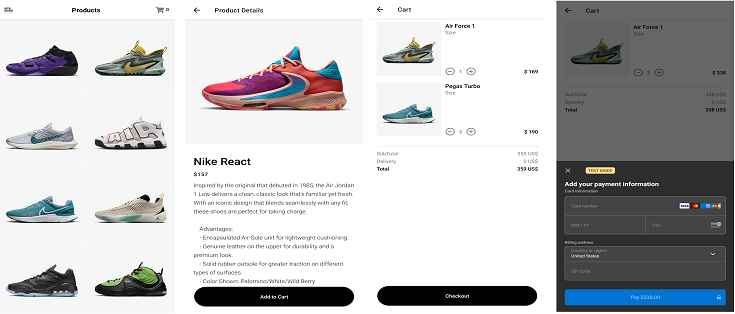 Products
0
Product Details
Nike React
$157
Inspired by the original that debuted in 1985, the Air Jordan
1 Low delivers a clean, classic look that's familiar yet fresh.
With an iconic design that blends seamlessly with any fit,
these shoes are perfect for taking charge.
Advantages:
- Encapsulated Air-Sole unit for lightweight cushioning.
- Genuine leather on the upper for durability and a
premium look.
- Solid rubber outsole for greater traction on different
types of surfaces.
- Color Shown: Palomino/White/Wild Berry
Add to Cart
Cart
Air Force 1
Size
1
$ 169
Pegas Turbo
Size
2
$ 190
SubTotal 359 US$
Delivery 0 US$
Total 359 US$
Checkout
Cart
Air Force 1
Size
2
$ 338
SubTotal 338 US$
Delivery 0 US$
Total 338 US$
TEST MODE
Add your payment information
Card information
Card number VISA
MM / YY CVC
Billing address
Country or region
United States
ZIP Code
Pay $338.00